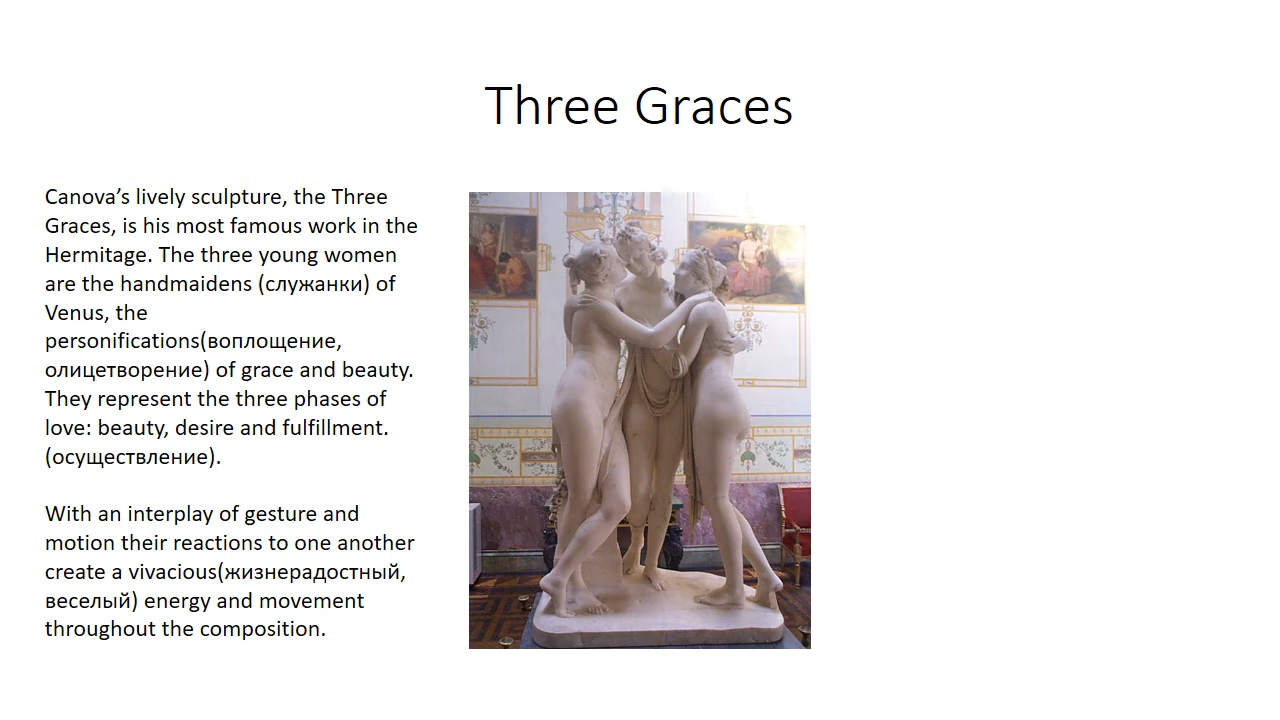 Three Graces
Canova’s lively sculpture, the Three
Graces, is his most famous work in the
Hermitage. The three young women
are the handmaidens (служанки) of
Venus, the
personifications(воплощение,
олицетворение) of grace and beauty.
They represent the three phases of
love: beauty, desire and fulfillment.
(осуществление).
With an interplay of gesture and
motion their reactions to one another
create a vivacious(жизнерадостный,
веселый) energy and movement
throughout the composition.